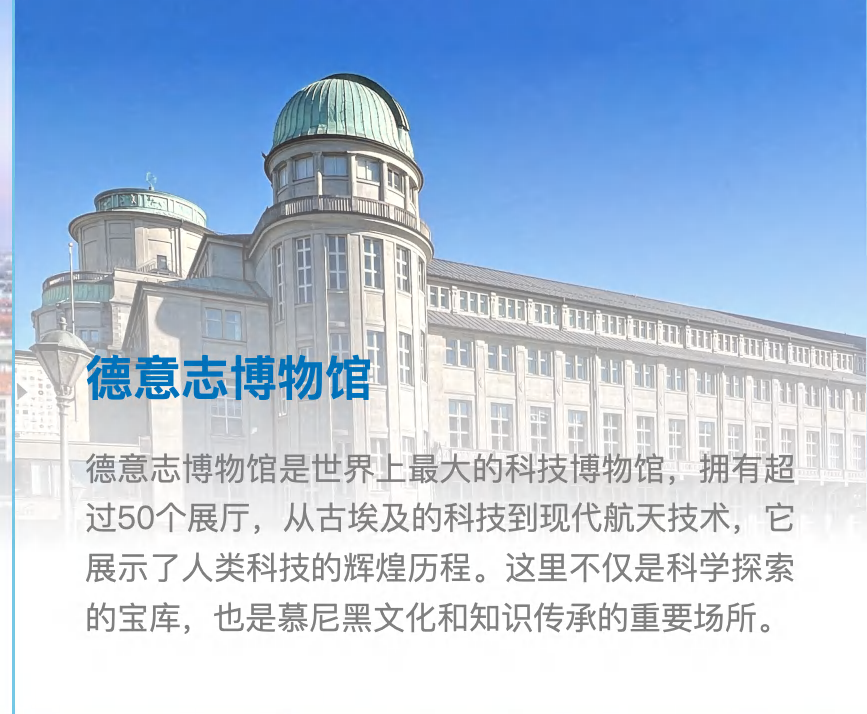 德意志博物馆
德意志博物馆是世界上最大的科技博物馆，拥有超
过50个展厅，从古埃及的科技到现代航天技术，它
展示了人类科技的辉煌历程。这里不仅是科学探索
的宝库，也是慕尼黑文化和知识传承的重要场所。